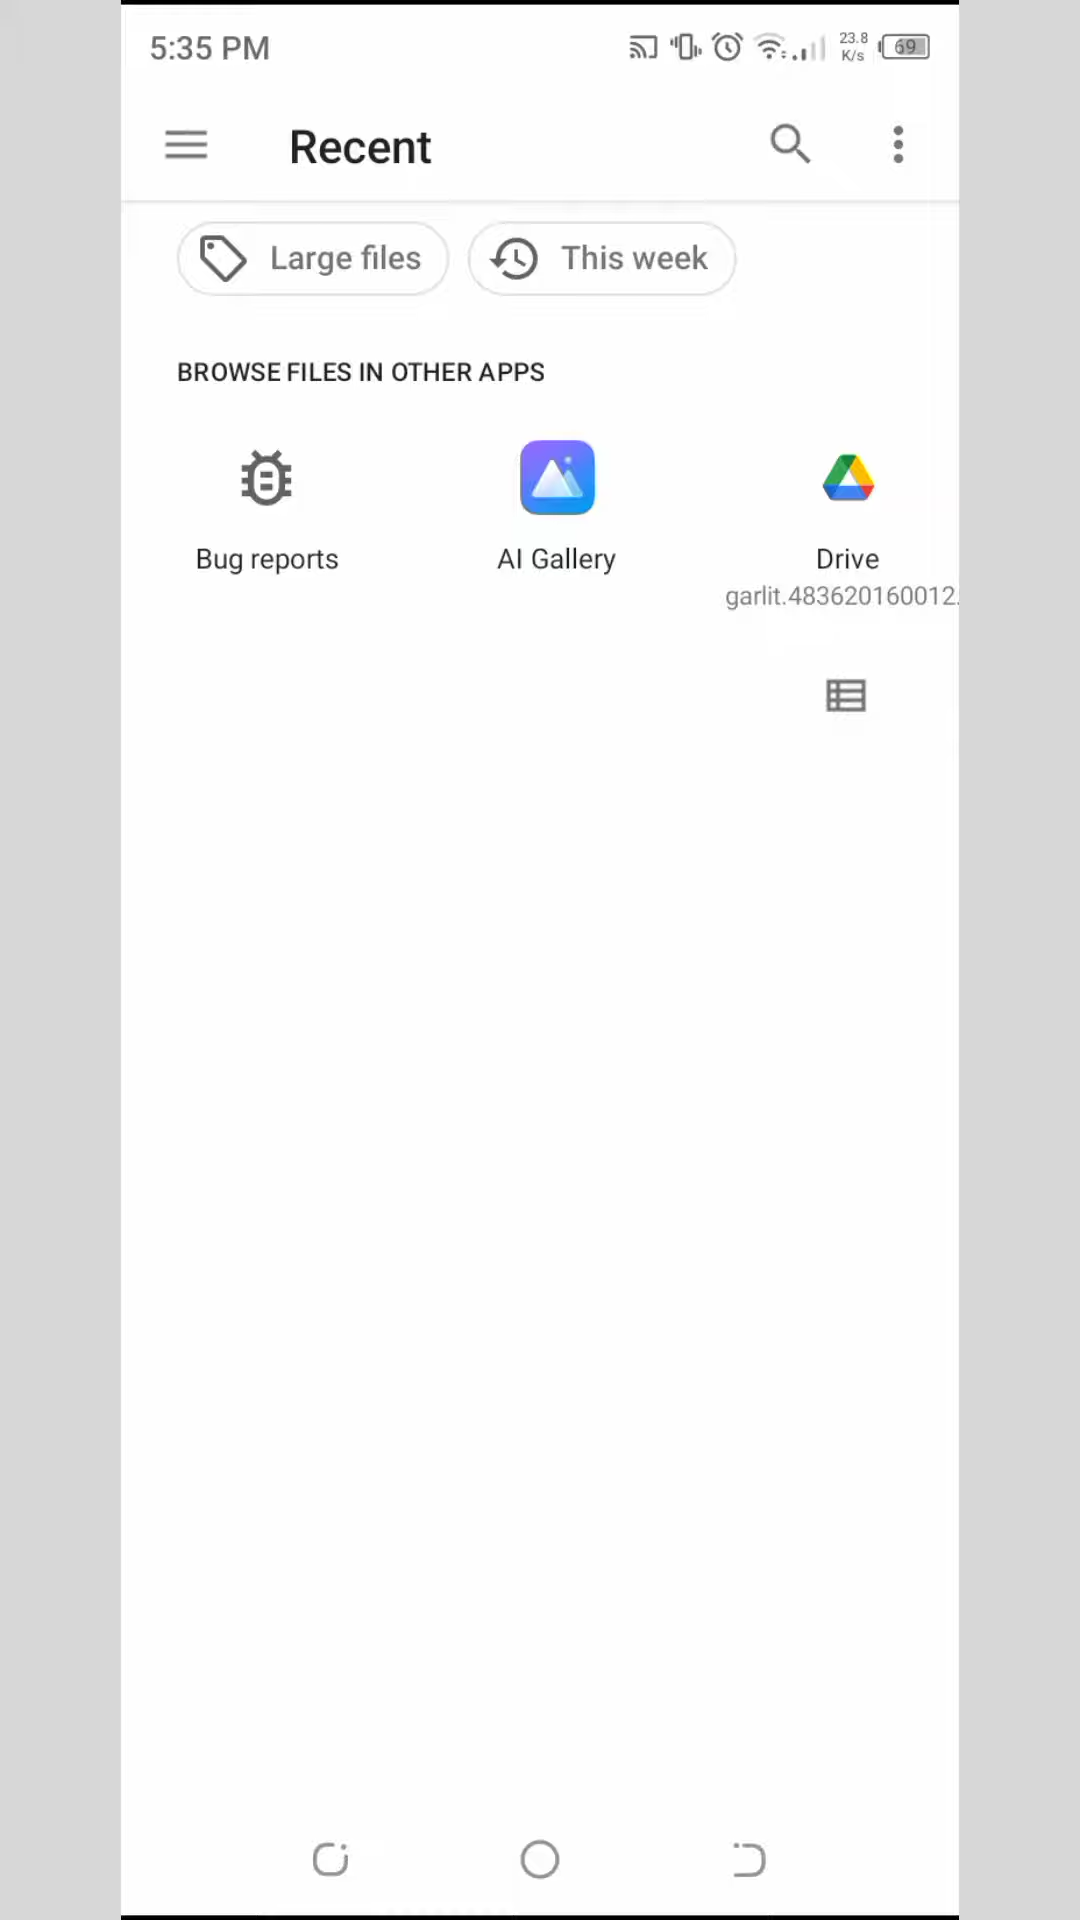 5:35 PM
23.8
K/s
69
Recent
Large files
This week
BROWSE FILES IN OTHER APPS
Bug reports
AI Gallery
Drive
garlit.483620160012.